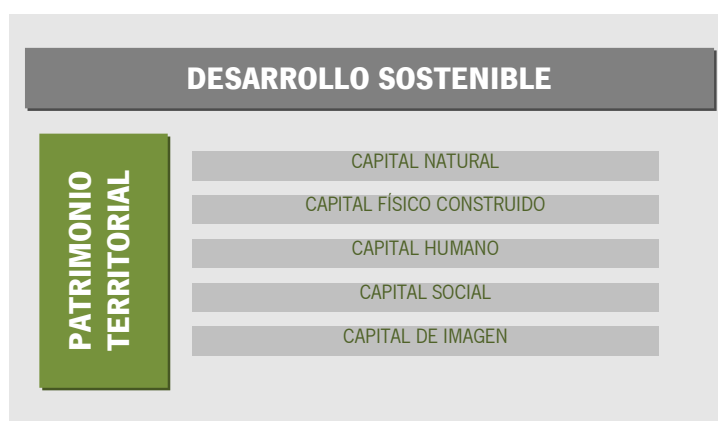 DESARROLLO SOSTENIBLE
PATRIMONIO
TERRITORIAL
CAPITAL NATURAL
CAPITAL FÍSICO CONSTRUIDO
CAPITAL HUMANO
CAPITAL SOCIAL
CAPITAL DE IMAGEN